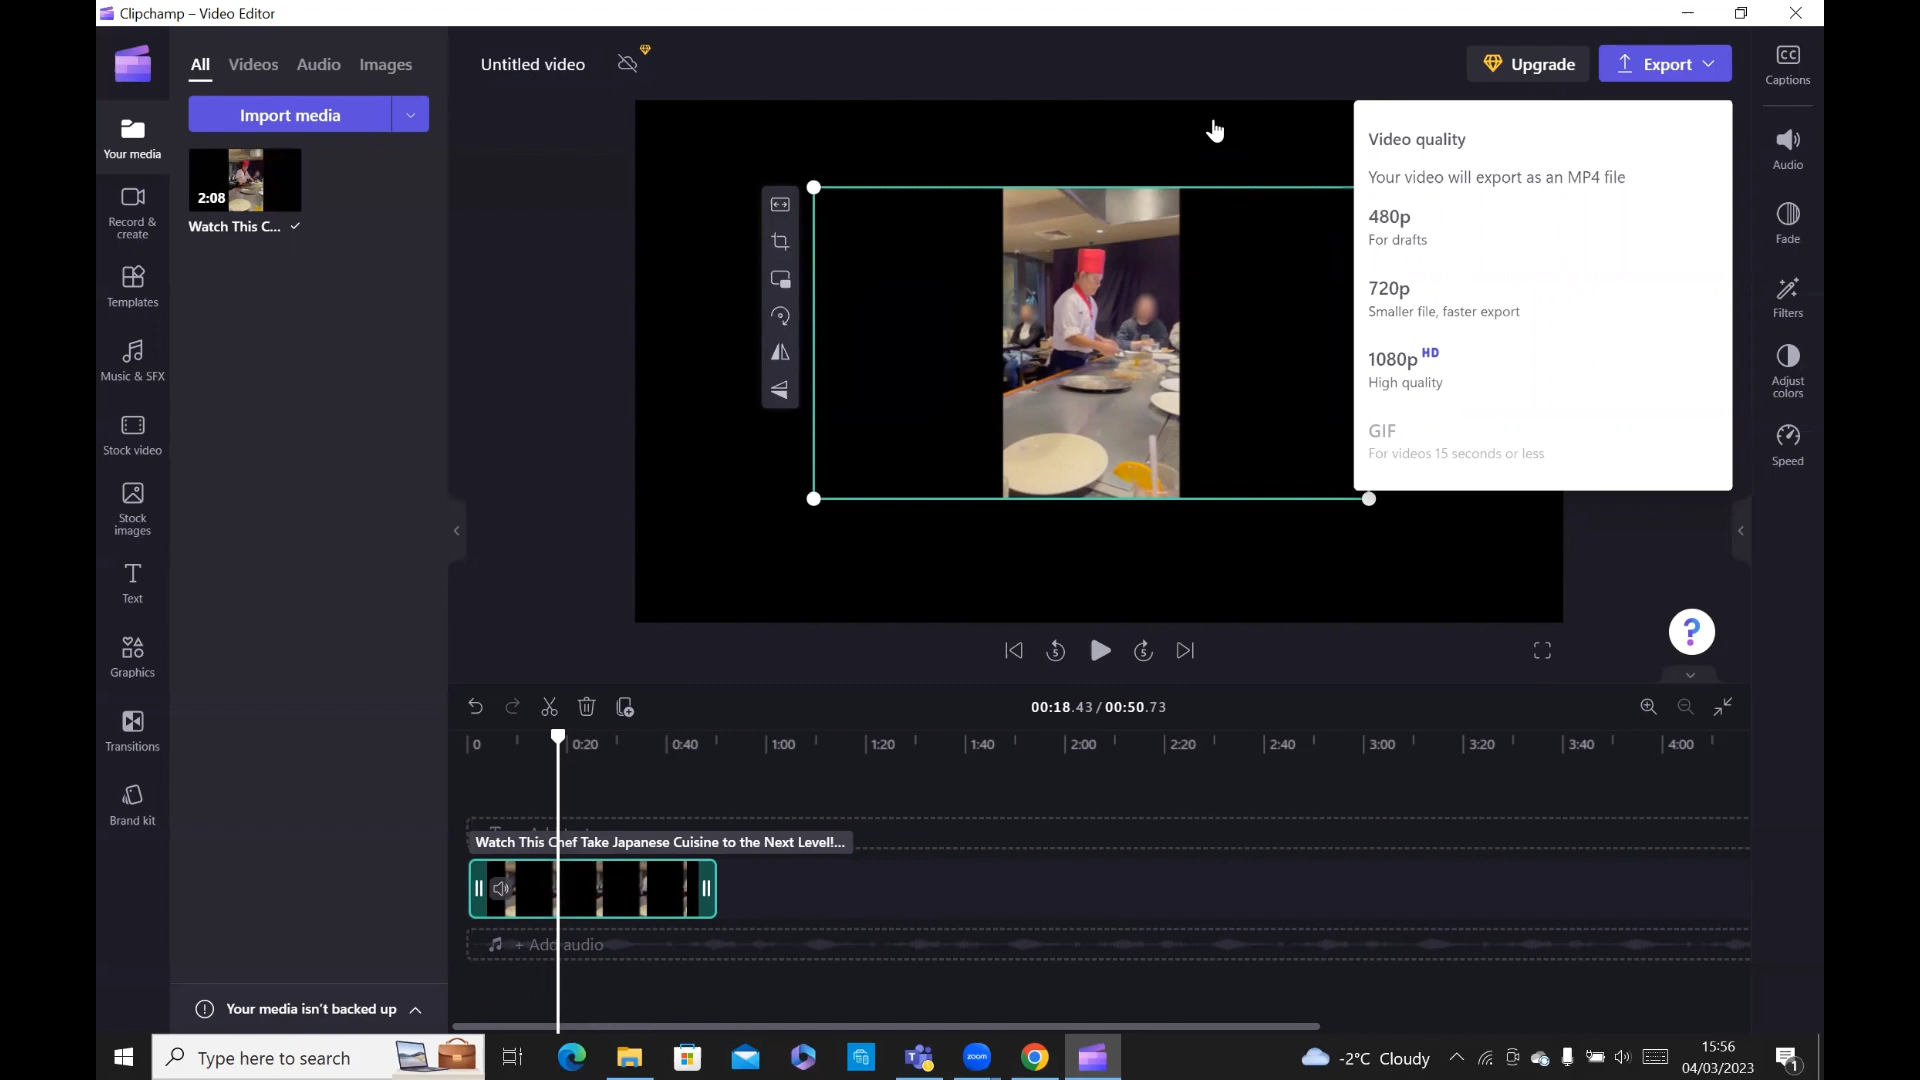 Clipchamp – Video Editor
All Videos Audio Images
Untitled video
Upgrade
Export
CC
Captions
Import media
Your media
2:08
Watch This C...
Record & create
Templates
Music & SFX
Stock video
Stock images
Text
Graphics
Transitions
Brand kit
Video quality
Your video will export as an MP4 file
480p
For drafts
720p
Smaller file, faster export
1080p HD
High quality
GIF
For videos 15 seconds or less
Audio
Fade
Filters
Adjust colors
Speed
5
5
?
00:18.43 / 00:50.73
0 0:20 0:40 1:00 1:20 1:40 2:00 2:20 2:40 3:00 3:20 3:40 4:00
Watch This Chef Take Japanese Cuisine to the Next Level!...
+ Add audio
Your media isn't backed up
Type here to search
zoom
-2°C Cloudy
15:56
04/03/2023
1